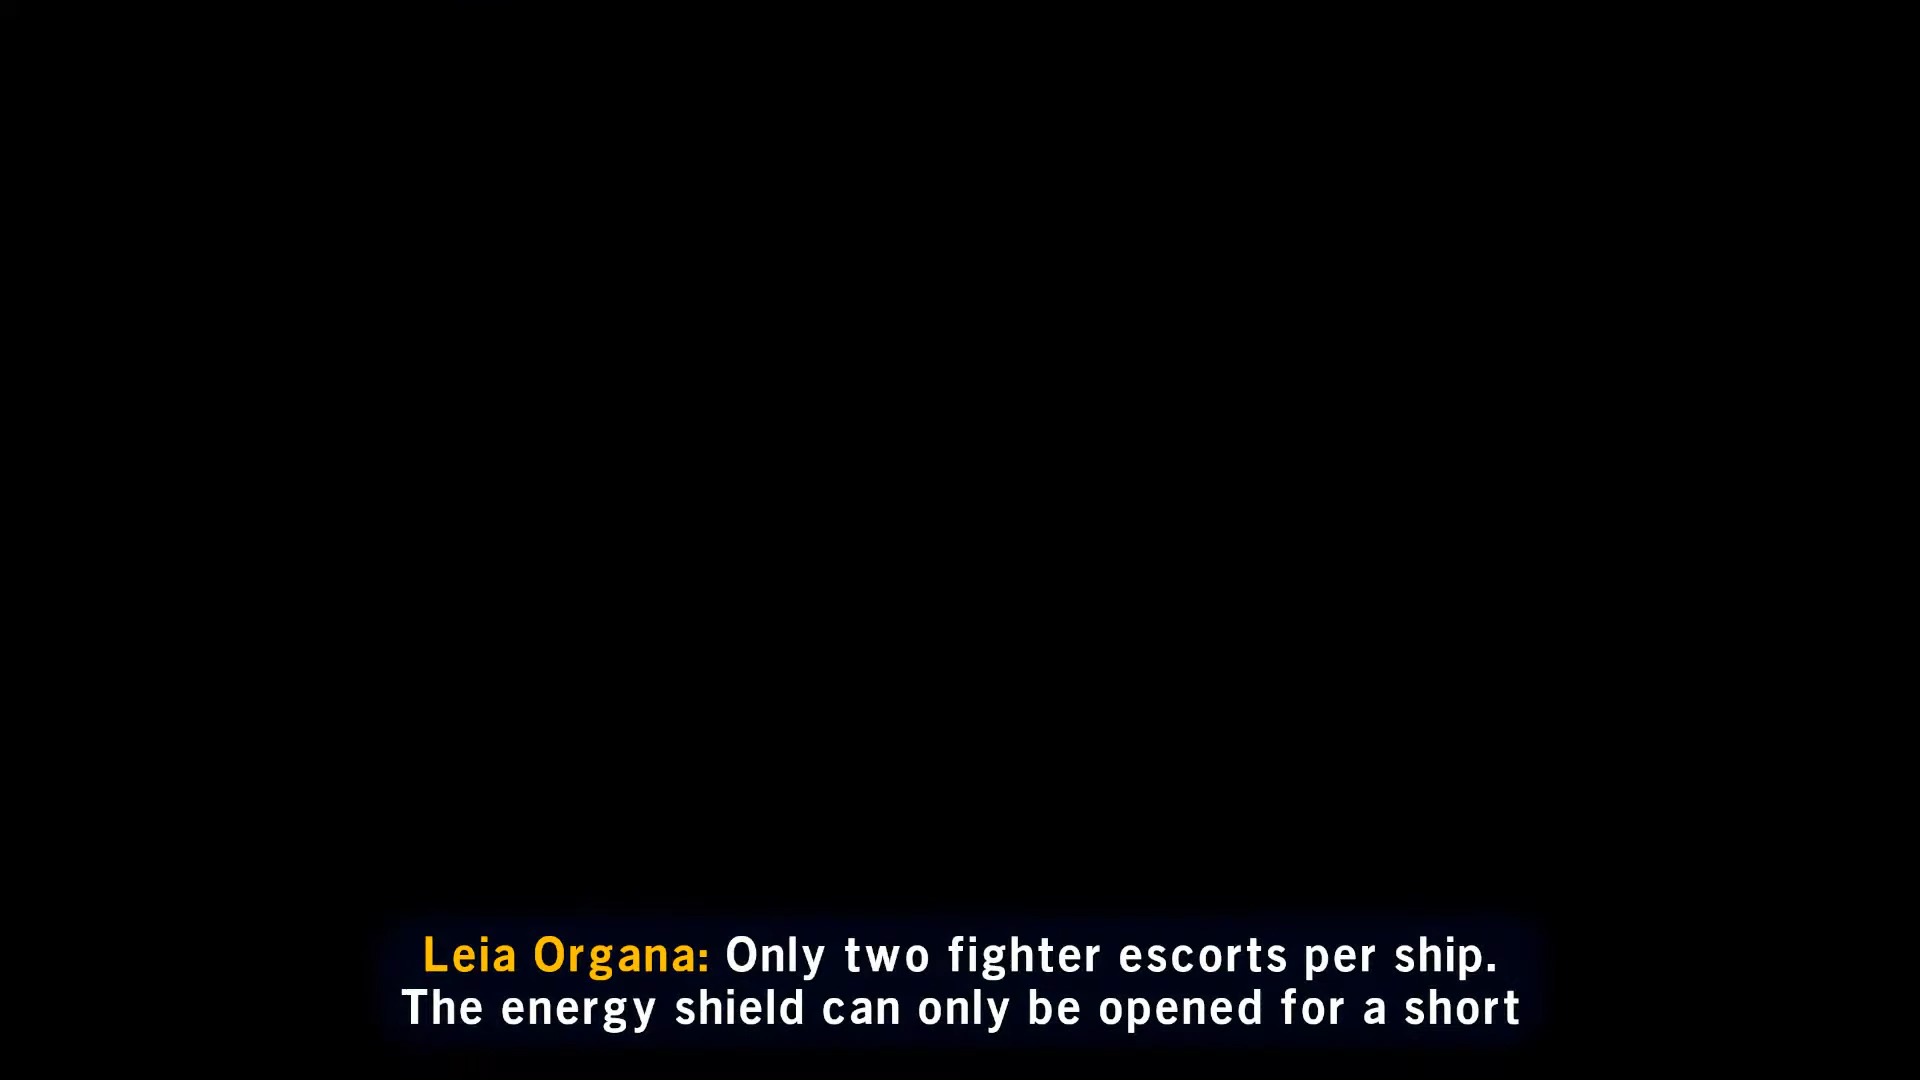 Leia Organa: Only two fighter escorts per ship.
The energy shield can only be opened for a short